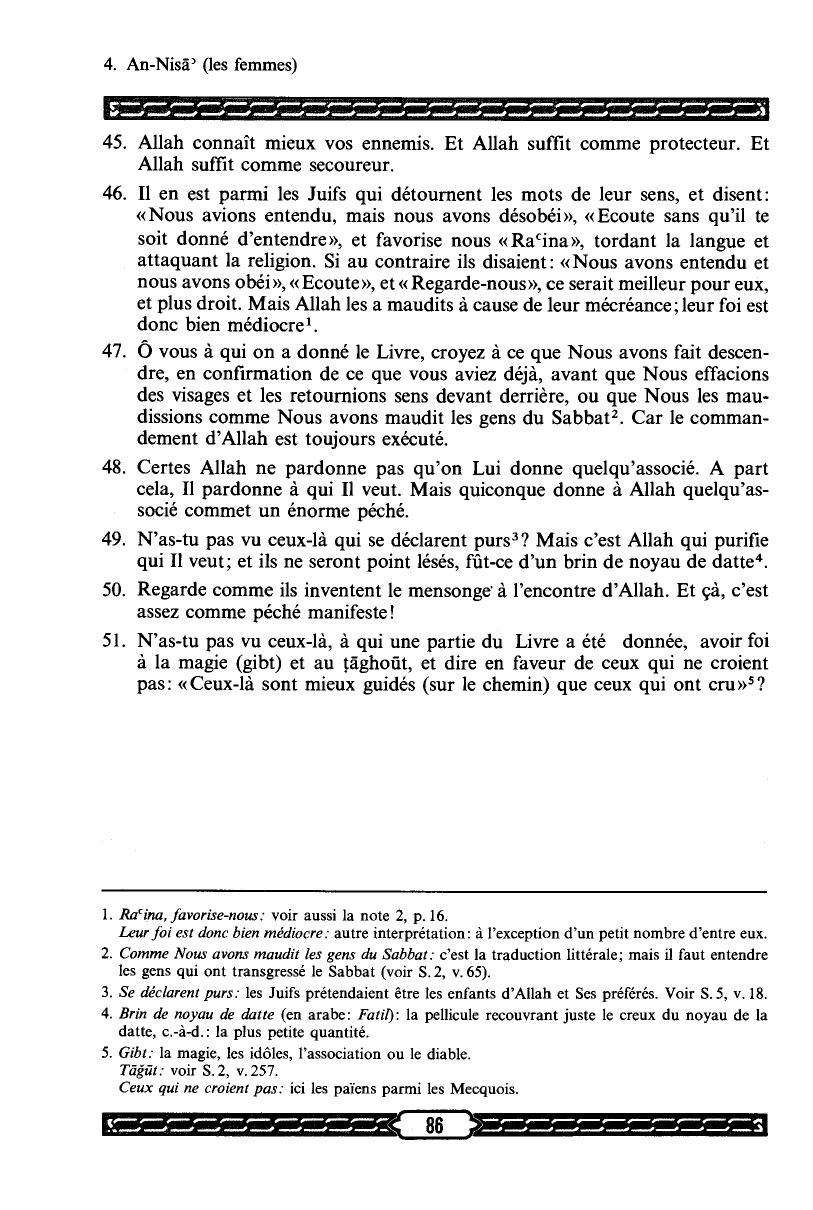 4. An-Nisāʾ (les femmes)
45. Allah connaît mieux vos ennemis. Et Allah suffit comme protecteur. Et
Allah suffit comme secoureur.
46. Il en est parmi les Juifs qui détournent les mots de leur sens, et disent:
«Nous avions entendu, mais nous avons désobéi», «Ecoute sans qu’il te
soit donné d’entendre», et favorise nous «Raʿina», tordant la langue et
attaquant la religion. Si au contraire ils disaient: «Nous avons entendu et
nous avons obéi», «Ecoute», et «Regarde-nous», ce serait meilleur pour eux,
et plus droit. Mais Allah les a maudits à cause de leur mécréance; leur foi est
donc bien médiocre¹.
47. Ô vous à qui on a donné le Livre, croyez à ce que Nous avons fait descen-
dre, en confirmation de ce que vous aviez déjà, avant que Nous effacions
des visages et les retournions sens devant derrière, ou que Nous les mau-
dissions comme Nous avons maudit les gens du Sabbat². Car le comman-
dement d’Allah est toujours exécuté.
48. Certes Allah ne pardonne pas qu’on Lui donne quelqu’associé. A part
cela, Il pardonne à qui Il veut. Mais quiconque donne à Allah quelqu’as-
socié commet un énorme péché.
49. N’as-tu pas vu ceux-là qui se déclarent purs³? Mais c’est Allah qui purifie
qui Il veut; et ils ne seront point lésés, fût-ce d’un brin de noyau de datte⁴.
50. Regarde comme ils inventent le mensonge à l’encontre d’Allah. Et çà, c’est
assez comme péché manifeste!
51. N’as-tu pas vu ceux-là, à qui une partie du Livre a été donnée, avoir foi
à la magie (gibt) et au ṭāghoūt, et dire en faveur de ceux qui ne croient
pas: «Ceux-là sont mieux guidés (sur le chemin) que ceux qui ont cru»⁵?
1. Raʿina, favorise-nous: voir aussi la note 2, p. 16.
Leur foi est donc bien médiocre: autre interprétation: à l’exception d’un petit nombre d’entre eux.
2. Comme Nous avons maudit les gens du Sabbat: c’est la traduction littérale; mais il faut entendre
les gens qui ont transgressé le Sabbat (voir S. 2, v. 65).
3. Se déclarent purs: les Juifs prétendaient être les enfants d’Allah et Ses préférés. Voir S. 5, v. 18.
4. Brin de noyau de datte (en arabe: Fatil): la pellicule recouvrant juste le creux du noyau de la
datte, c.-à-d.: la plus petite quantité.
5. Gibt: la magie, les idôles, l’association ou le diable.
Tāġūt: voir S. 2, v. 257.
Ceux qui ne croient pas: ici les païens parmi les Mecquois.
86